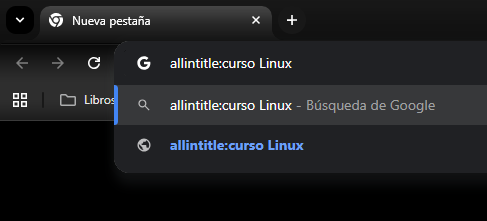 Nueva pestaña
allintitle:curso Linux
Libros
allintitle:curso Linux - Búsqueda de Google
allintitle:curso Linux